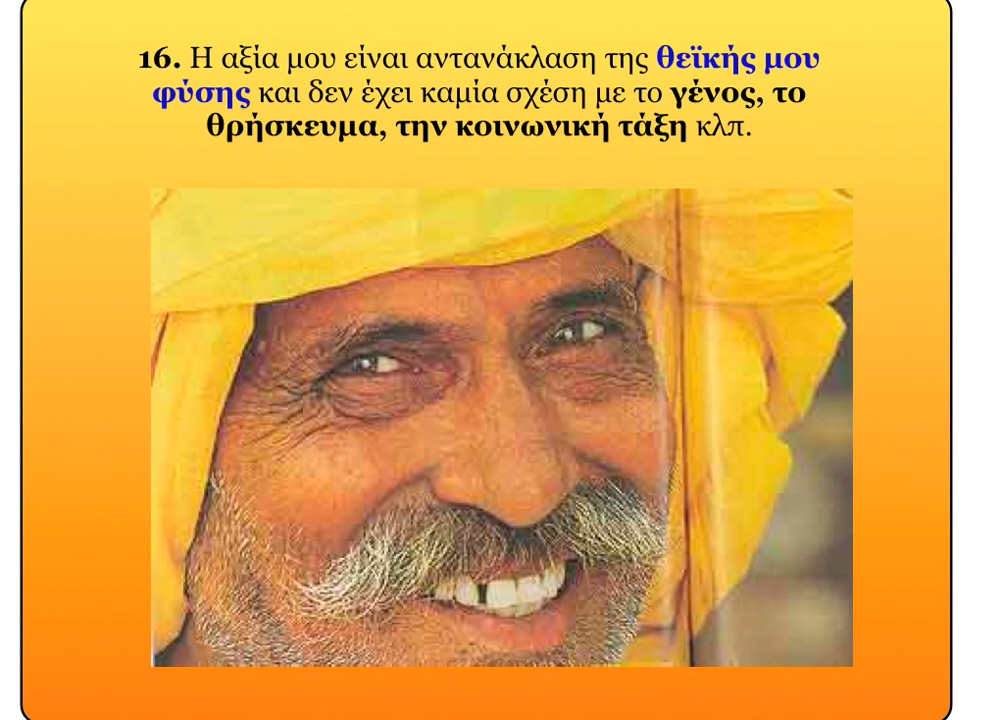 16. Η αξία μου είναι αντανάκλαση της θεϊκής μου
φύσης και δεν έχει καμία σχέση με το γένος, το
θρήσκευμα, την κοινωνική τάξη κλπ.